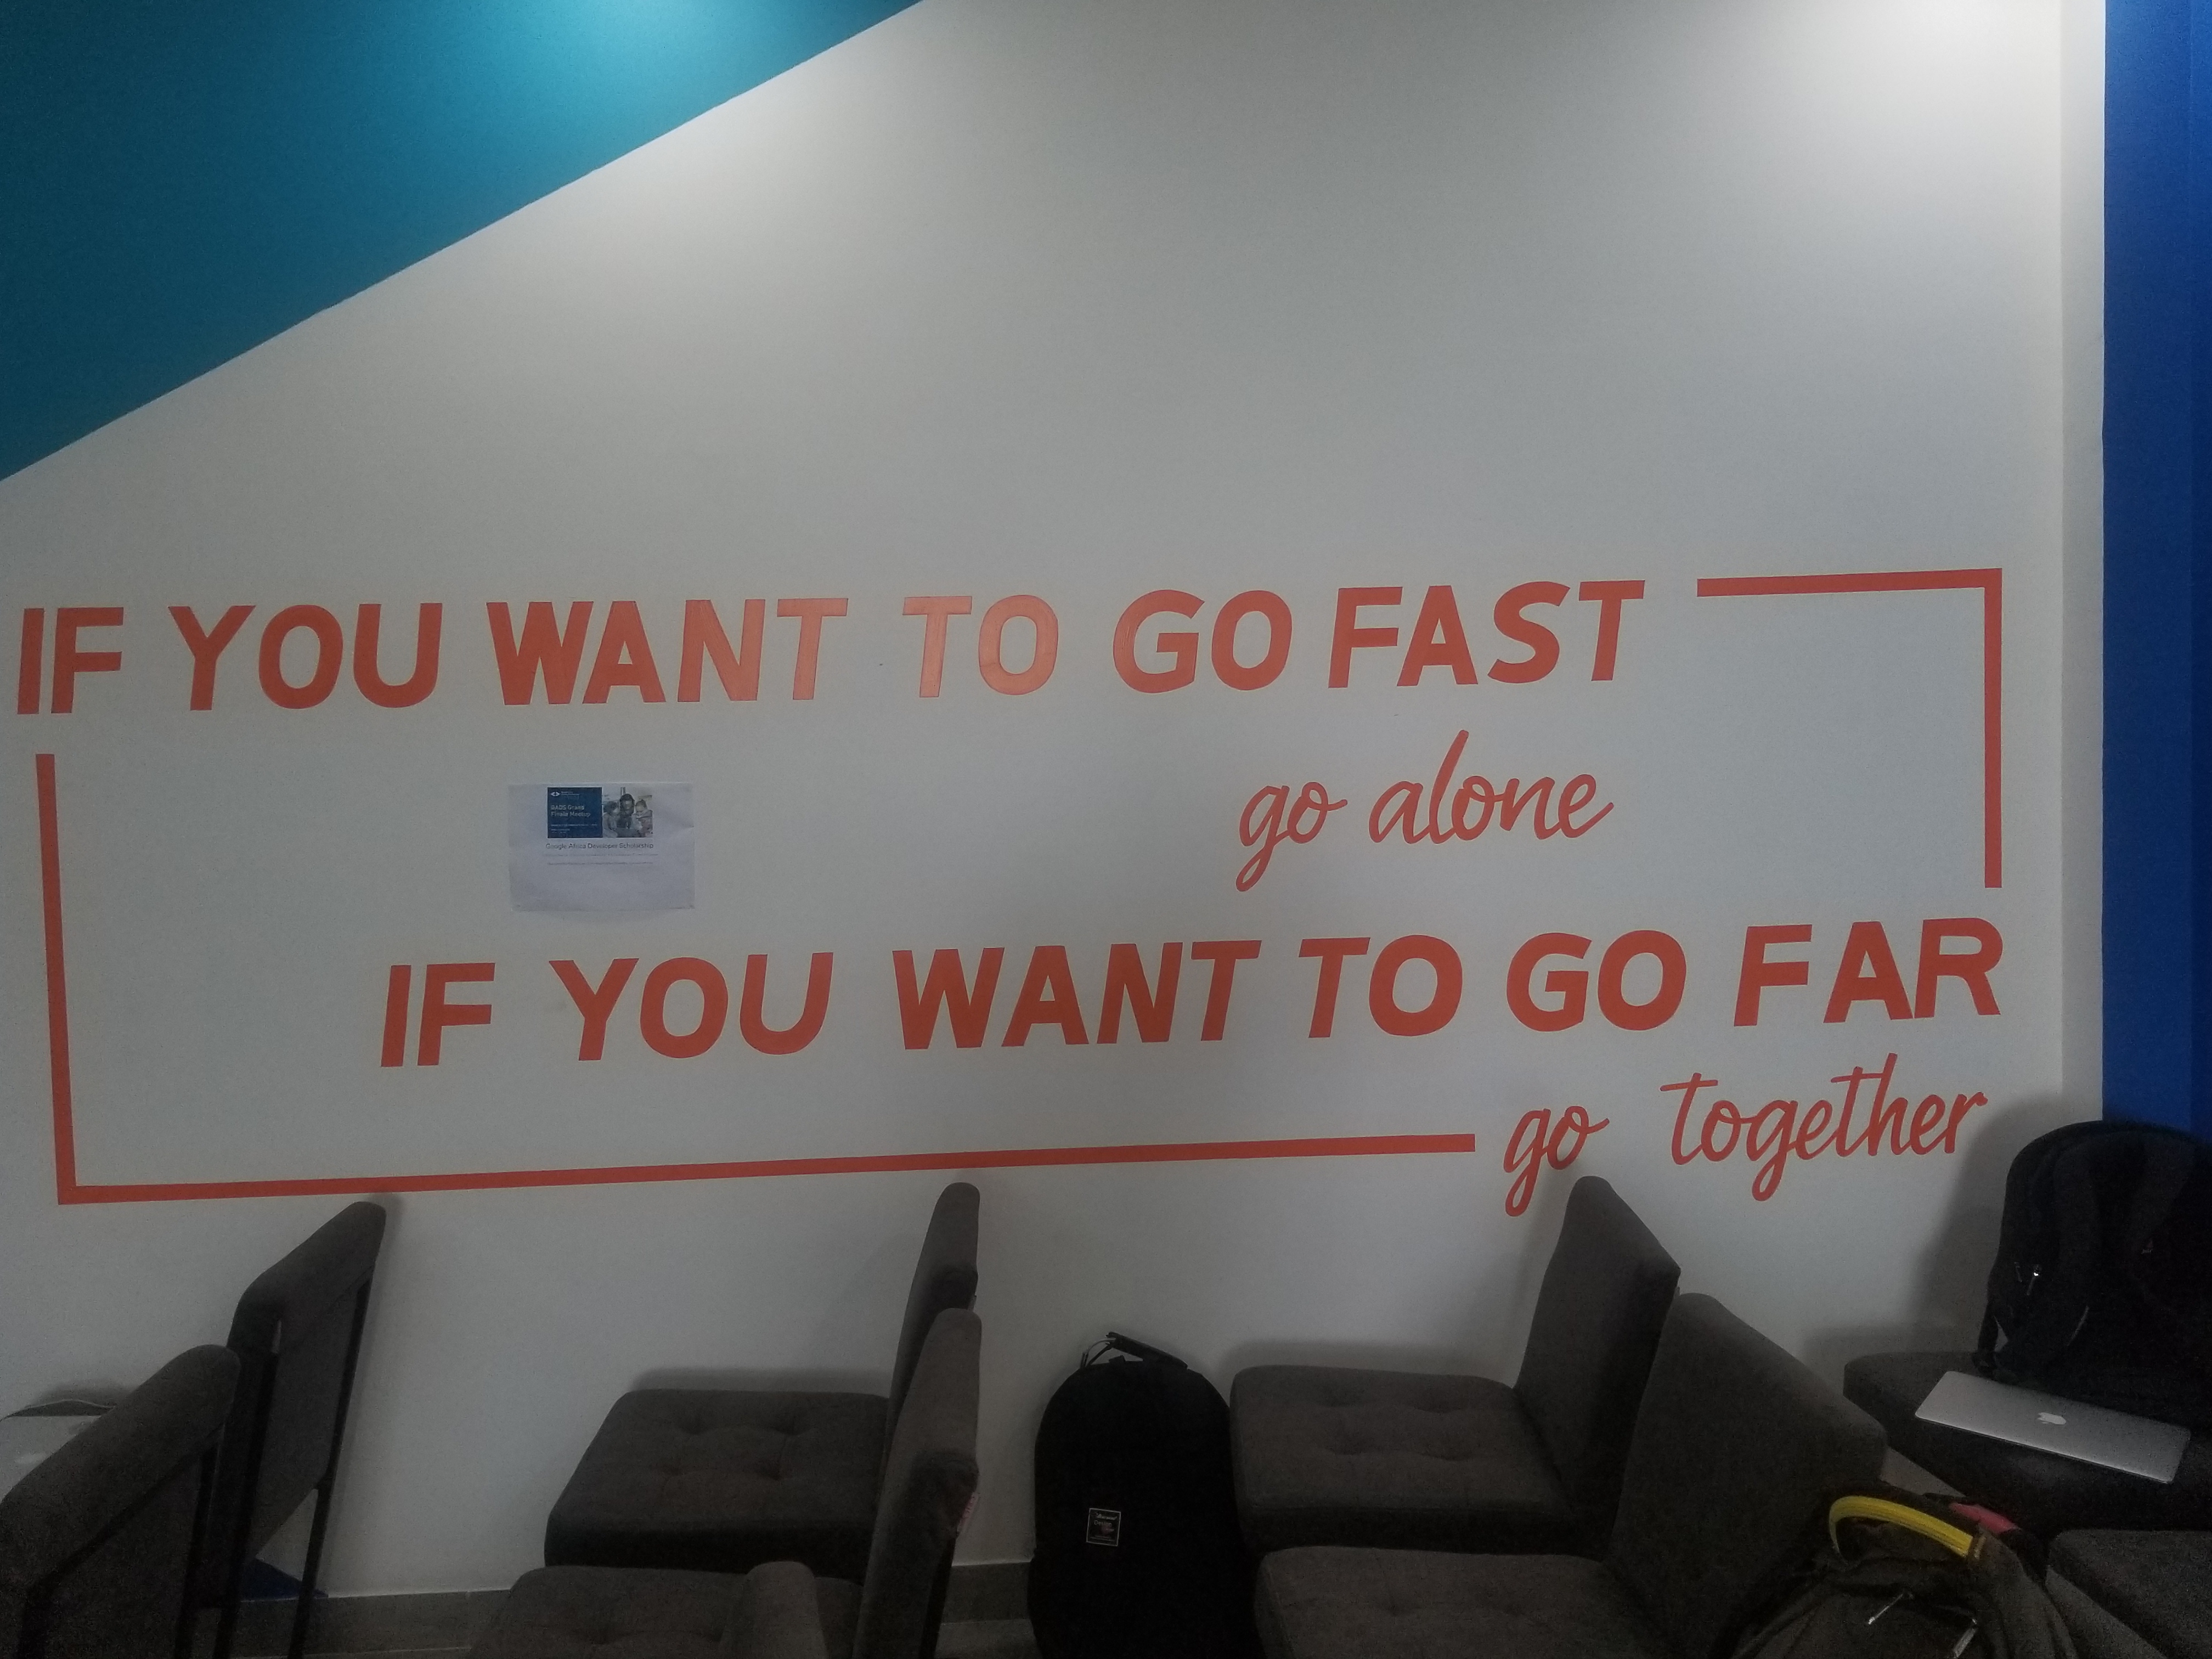 IF YOU WANT TO GO FAST
go alone
GADS Grand
Finale Meetup
Google Africa Developer Scholarship
IF YOU WANT TO GO FAR
go together